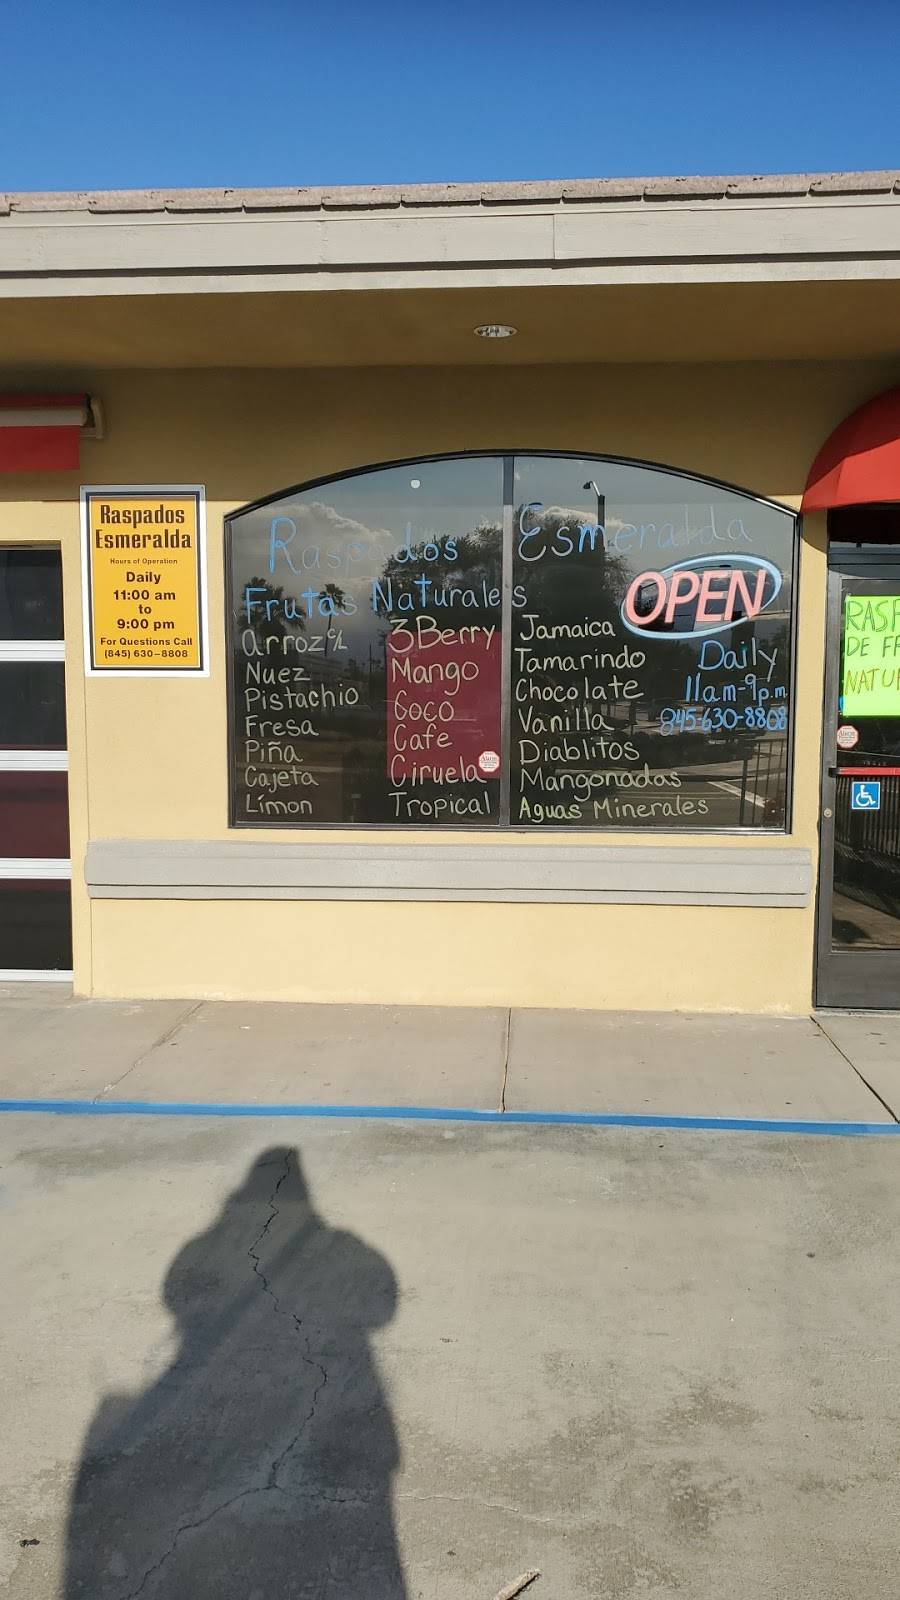 Raspados
Esmeralda
Hours of Operation
Daily
11:00 am
to
9:00 pm
For Questions Call
(845) 630-8808
Raspados Esmeralda
Frutas Naturales
Arroz c/L
Nuez
Pistachio
Fresa
Piña
Cajeta
Límon
3Berry
Mango
Coco
Cafe
Ciruela
Tropical
Jamaica
Tamarindo
Chocolate
Vanilla
Diablitos
Mangonadas
Aguas Minerales
OPEN
Daily
11am-9p.m
845-630-8808
RASP
DE FR
NATU